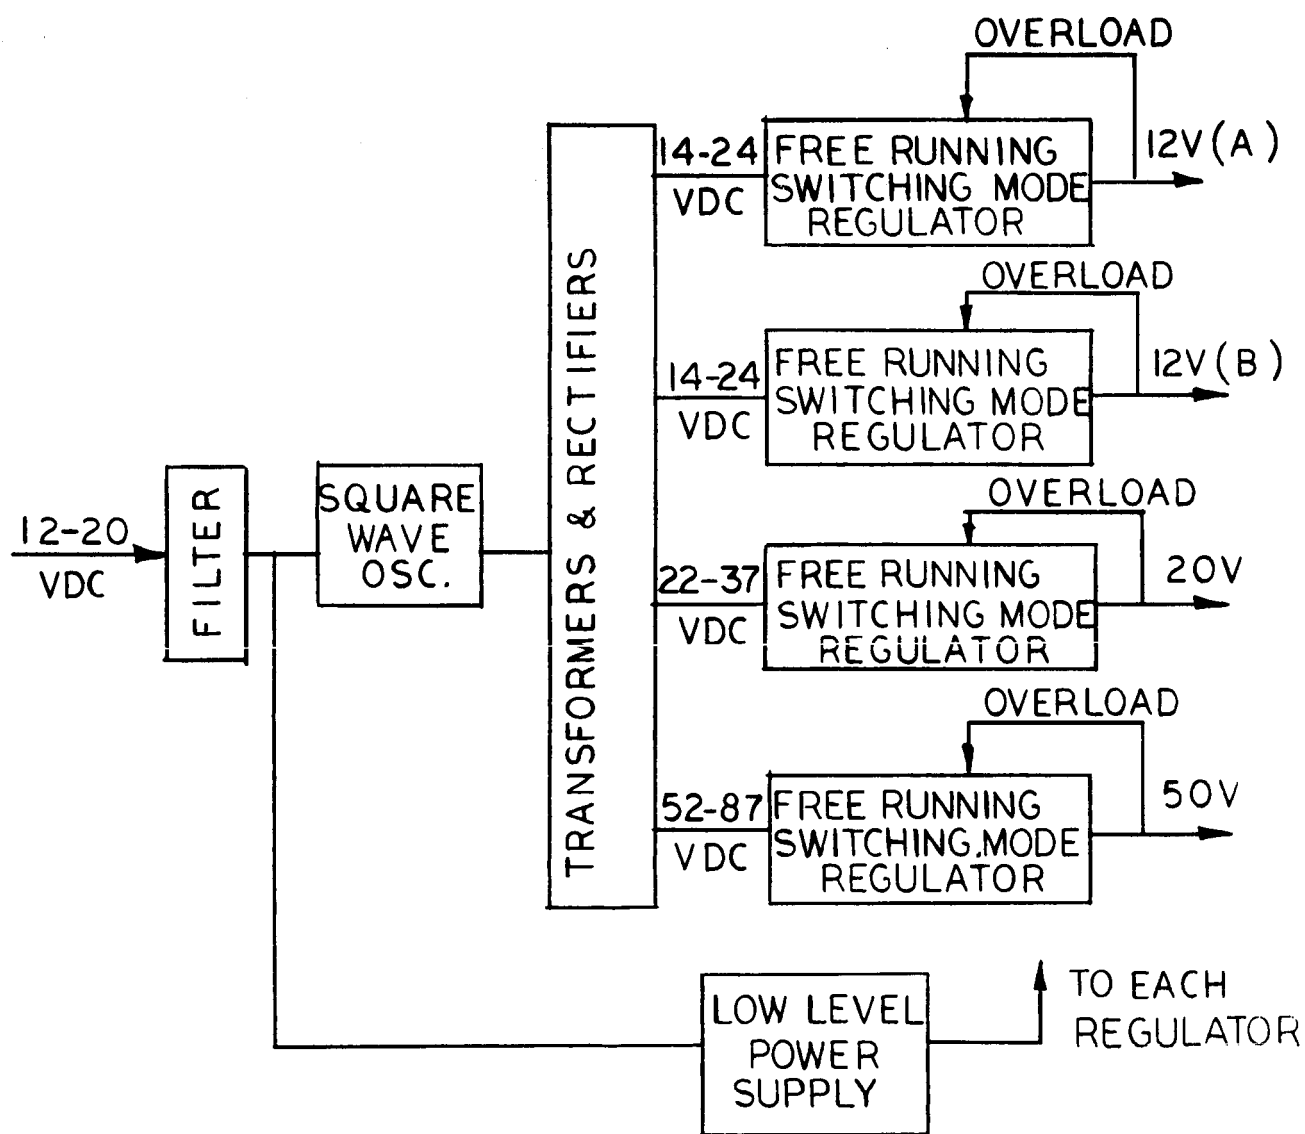 OVERLOAD
14-24
VDC
FREE RUNNING
SWITCHING MODE
REGULATOR
12V (A)
OVERLOAD
14-24
VDC
FREE RUNNING
SWITCHING MODE
REGULATOR
12V (B)
12-20
VDC
FILTER
SQUARE
WAVE
OSC.
TRANSFORMERS & RECTIFIERS
OVERLOAD
22-37
VDC
FREE RUNNING
SWITCHING MODE
REGULATOR
20V
OVERLOAD
52-87
VDC
FREE RUNNING
SWITCHING.MODE
REGULATOR
50V
LOW LEVEL
POWER
SUPPLY
TO EACH
REGULATOR